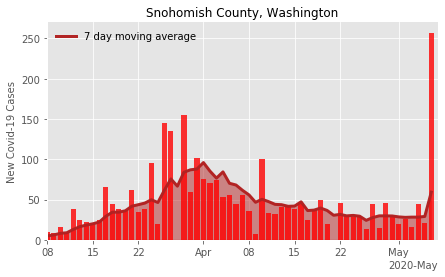 Snohomish County, Washington
7 day moving average
New Covid-19 Cases
250
200
150
100
50
0
08
15
22
Apr
08
15
22
May
2020-May